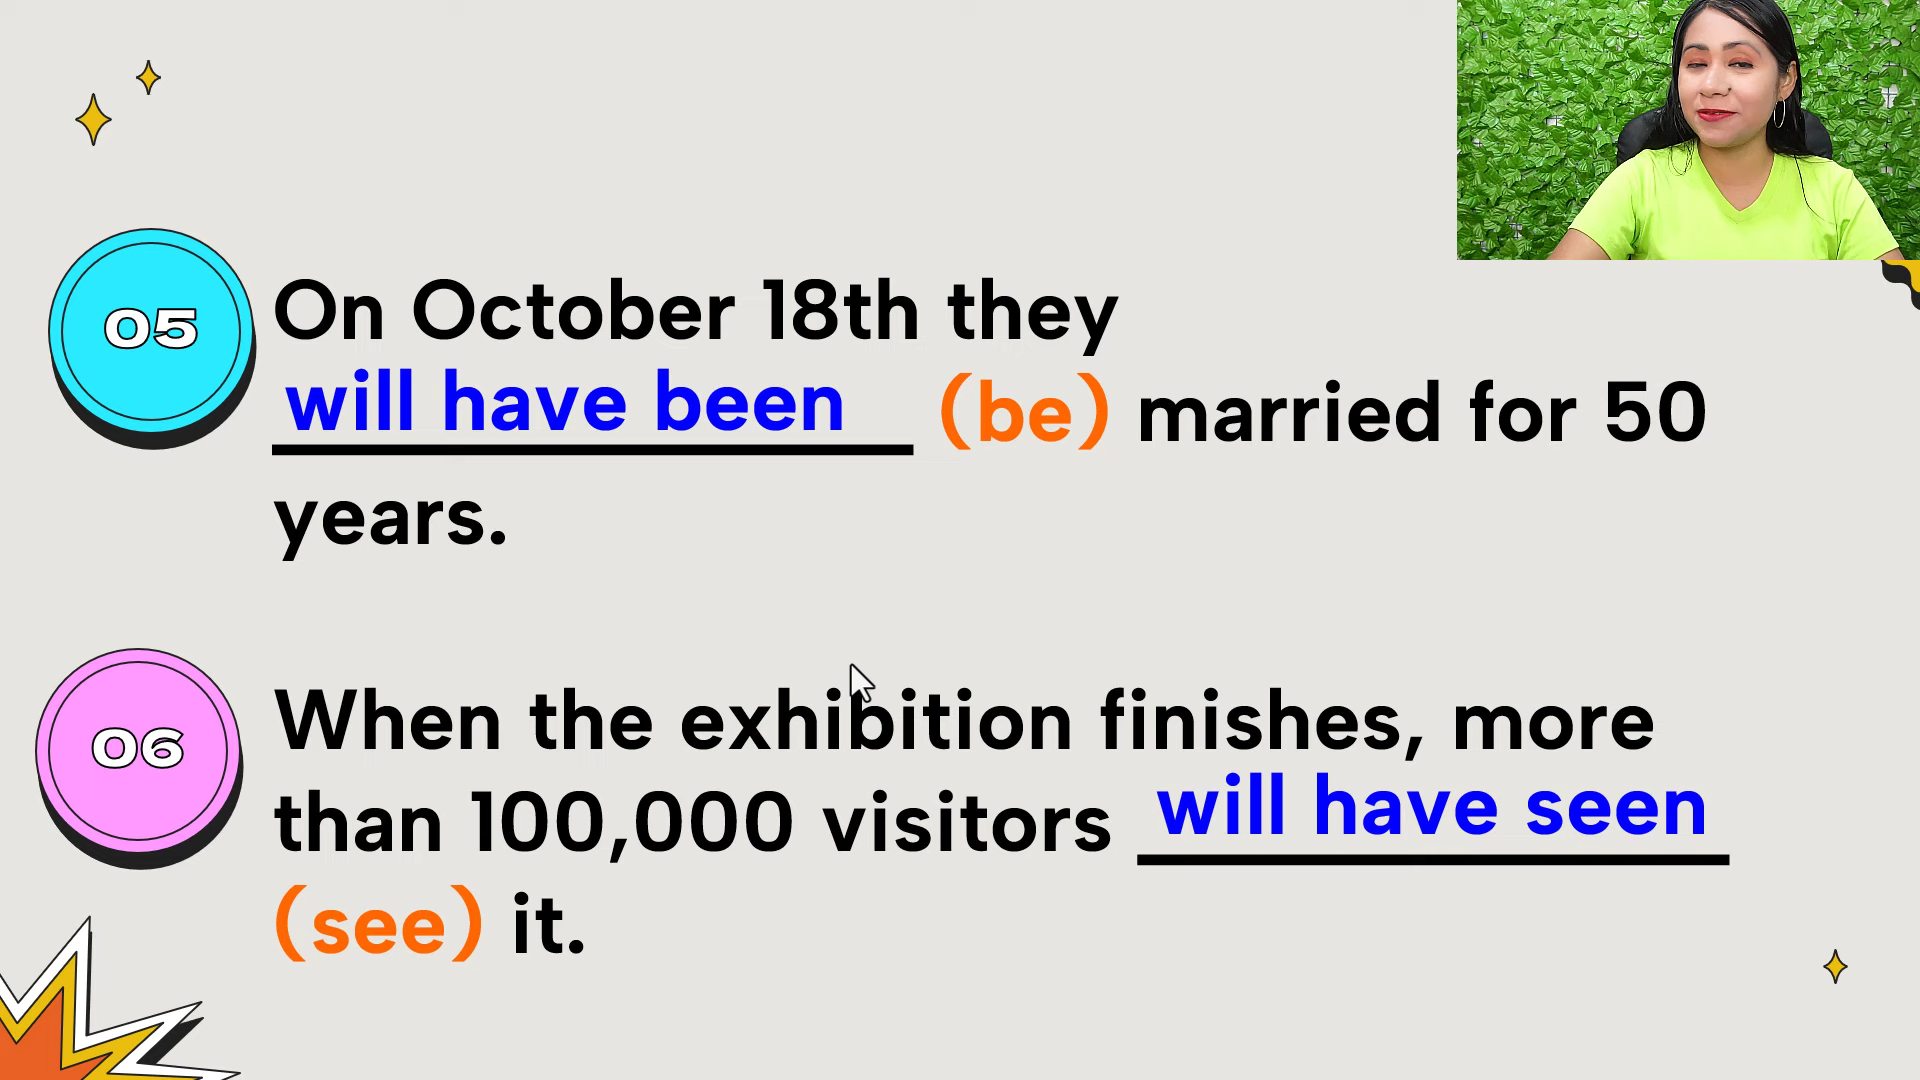 05
On October 18th they
will have been (be) married for 50
years.
06
When the exhibition finishes, more
than 100,000 visitors will have seen
(see) it.